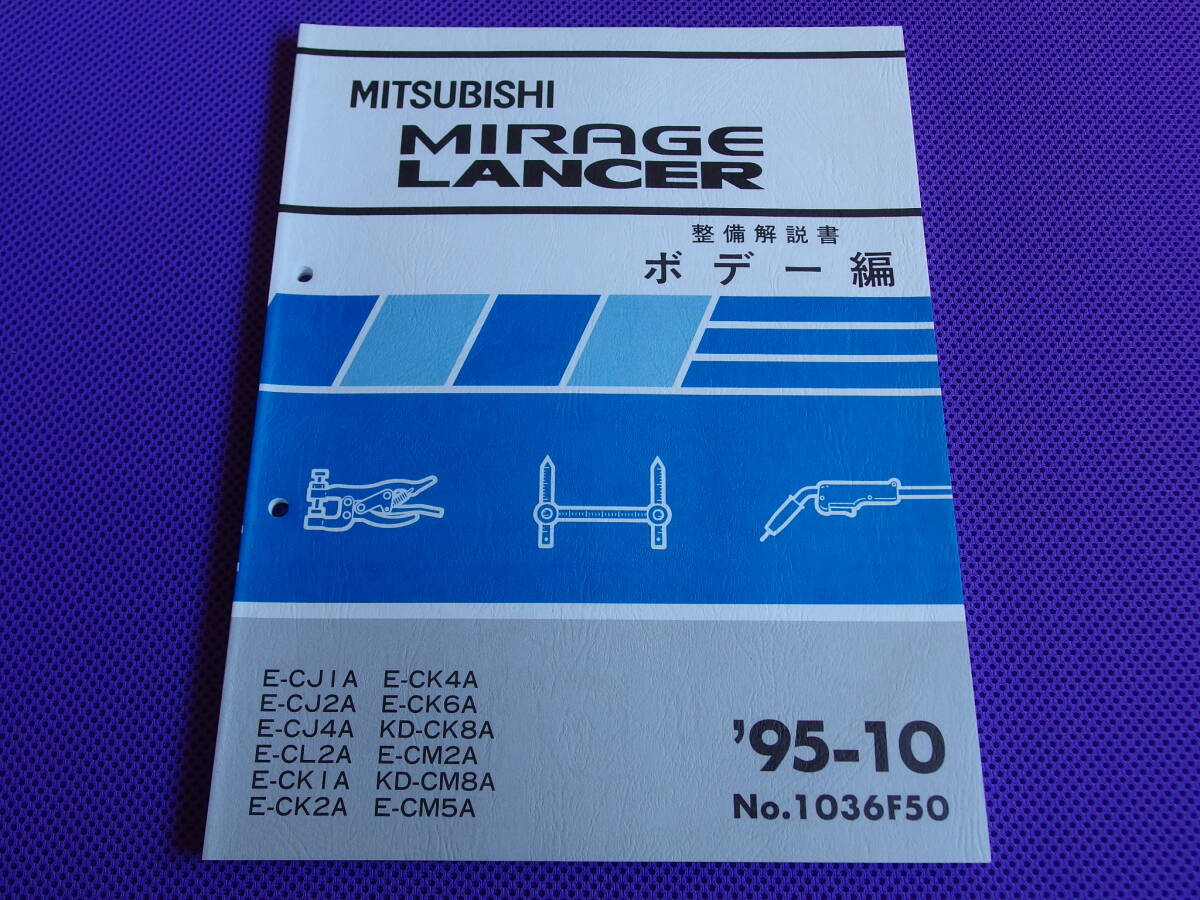 MITSUBISHI
MIRAGE
LANCER
整備解説書
ボデー編
E-CJ1A E-CK4A
E-CJ2A E-CK6A
E-CJ4A KD-CK8A
E-CL2A E-CM2A
E-CK1A KD-CM8A
E-CK2A E-CM5A
'95-10
No.1036F50